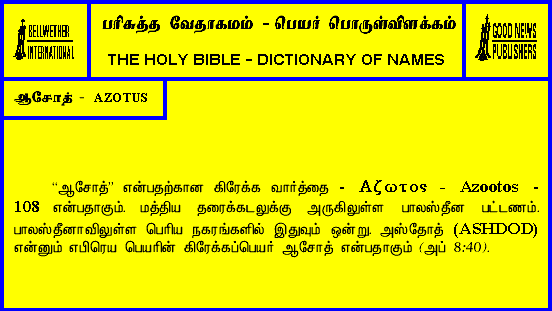 BELLWETHER
INTERNATIONAL
பரிசுத்த வேதாகமம் - பெயர் பொருள்விளக்கம்
THE HOLY BIBLE - DICTIONARY OF NAMES
GOOD NEWS
PUBLISHERS
ஆசோத் - AZOTUS
“ஆசோத்” என்பதற்கான கிரேக்க வார்த்தை - Αζωτοs - Azootos -
108 என்பதாகும். மத்திய தரைக்கடலுக்கு அருகிலுள்ள பாலஸ்தீன பட்டணம்.
பாலஸ்தீனாவிலுள்ள பெரிய நகரங்களில் இதுவும் ஒன்று. அஸ்தோத் (ASHDOD)
என்னும் எபிரெய பெயரின் கிரேக்கப்பெயர் ஆசோத் என்பதாகும் (அப் 8:40).